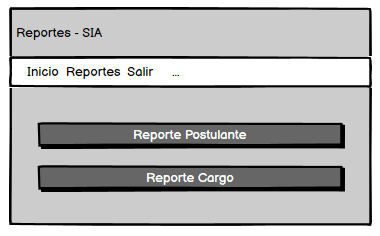 Reportes - SIA
Inicio Reportes Salir ...
Reporte Postulante
Reporte Cargo